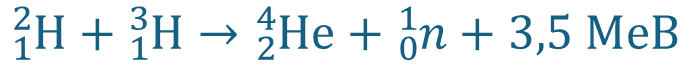 ²₁H + ³₁H → ⁴₂He + ¹₀n + 3,5 МеВ